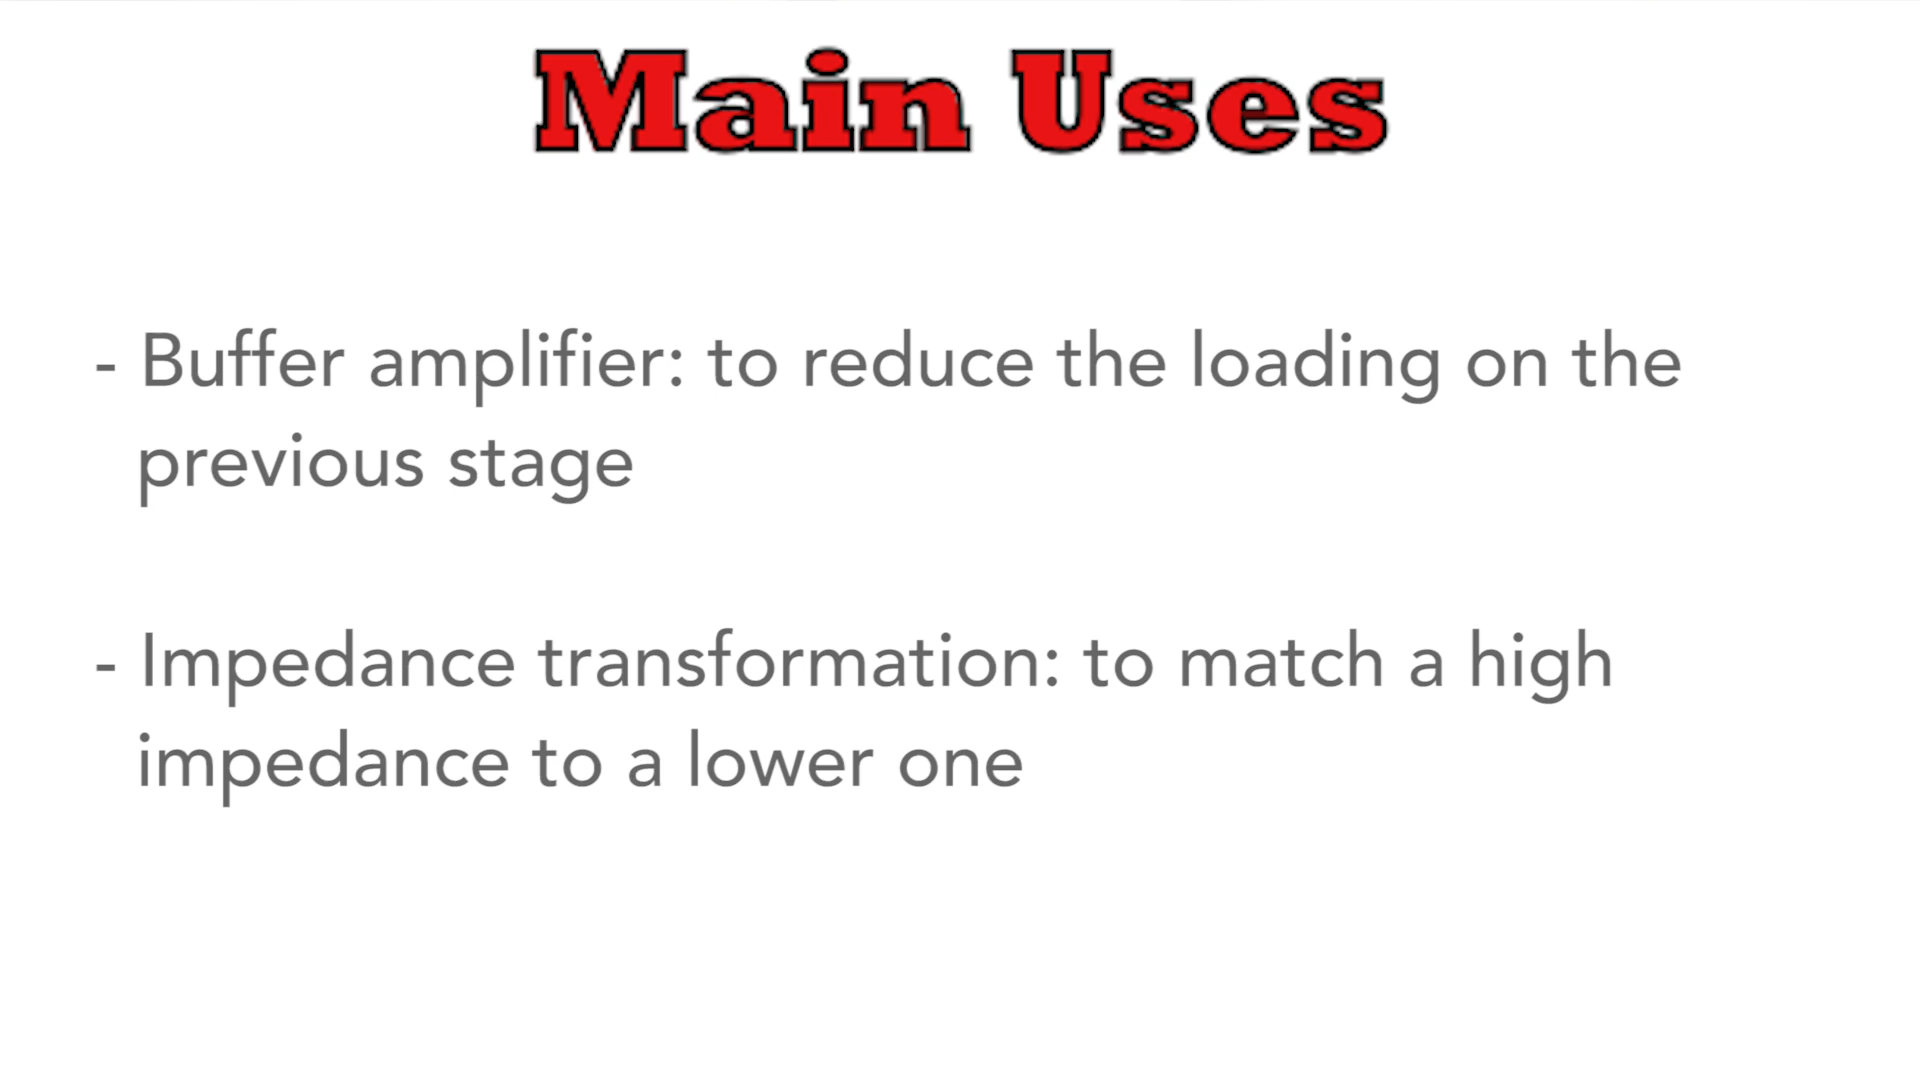 Main Uses
- Buffer amplifier: to reduce the loading on the
previous stage
- Impedance transformation: to match a high
impedance to a lower one